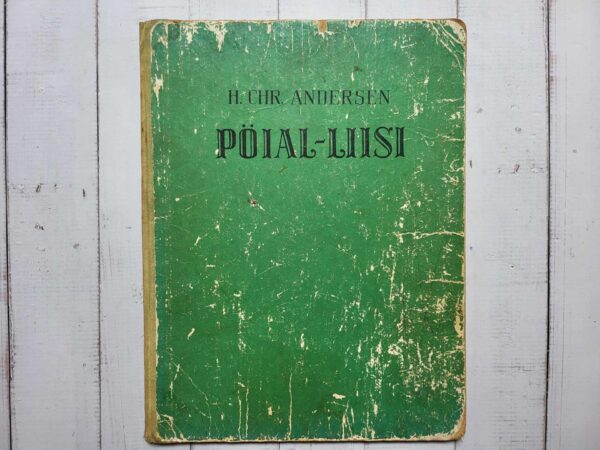 H. CHR. ANDERSEN
PÖIAL-LIISI